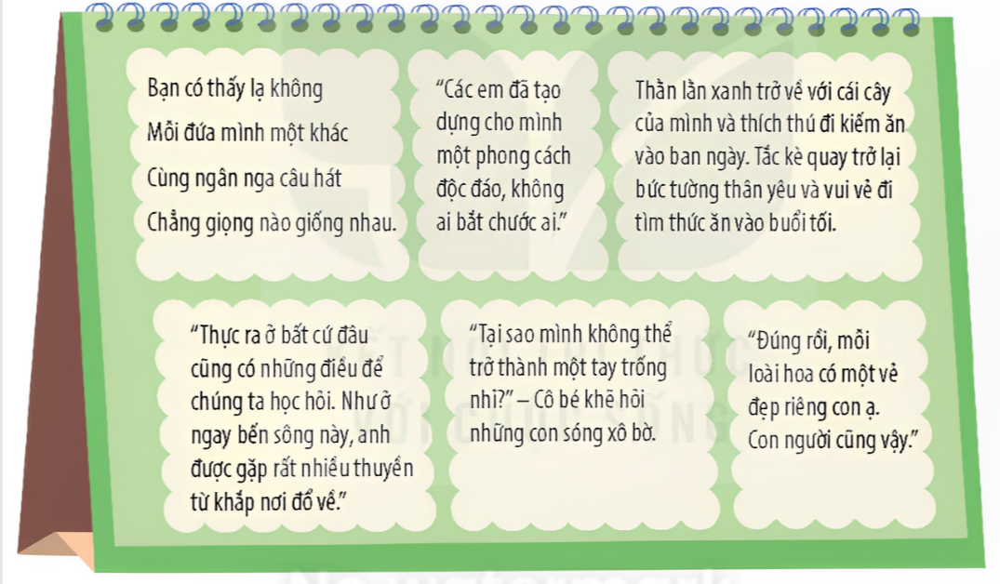 Bạn có thấy lạ không
Mỗi đứa mình một khác
Cùng ngân nga câu hát
Chẳng giọng nào giống nhau.
“Các em đã tạo
dựng cho mình
một phong cách
độc đáo, không
ai bắt chước ai.”
Thằn lằn xanh trở về với cái cây
của mình và thích thú đi kiếm ăn
vào ban ngày. Tắc kè quay trở lại
bức tường thân yêu và vui vẻ đi
tìm thức ăn vào buổi tối.
“Thực ra ở bất cứ đâu
cũng có những điều để
chúng ta học hỏi. Như ở
ngay bến sông này, anh
được gặp rất nhiều thuyền
từ khắp nơi đổ về.”
“Tại sao mình không thể
trở thành một tay trống
nhỉ?” – Cô bé khẽ hỏi
những con sóng xô bờ.
“Đúng rồi, mỗi
loài hoa có một vẻ
đẹp riêng con ạ.
Con người cũng vậy.”
KẾT NỐI TRI THỨC
VỚI CUỘC SỐNG